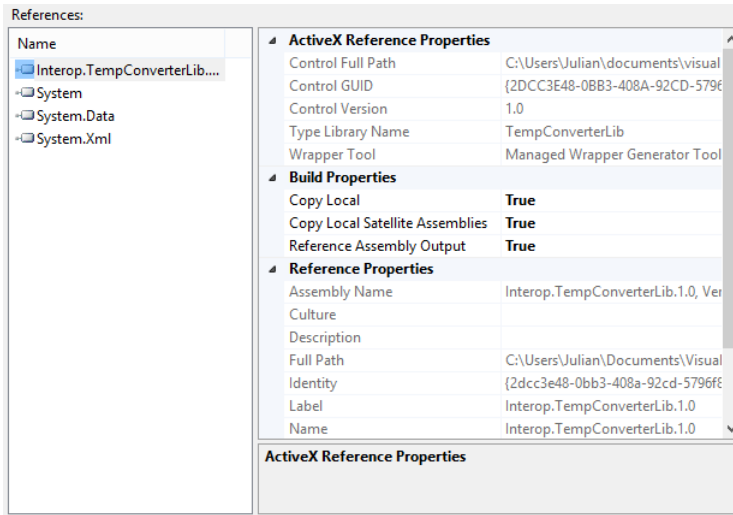 References:
Name
Interop.TempConverterLib....
System
System.Data
System.Xml
ActiveX Reference Properties
Control Full Path C:\Users\Julian\documents\visual
Control GUID {2DCC3E48-0BB3-408A-92CD-5796
Control Version 1.0
Type Library Name TempConverterLib
Wrapper Tool Managed Wrapper Generator Tool
Build Properties
Copy Local True
Copy Local Satellite Assemblies True
Reference Assembly Output True
Reference Properties
Assembly Name Interop.TempConverterLib.1.0, Ver
Culture
Description
Full Path C:\Users\Julian\Documents\Visual
Identity {2dcc3e48-0bb3-408a-92cd-5796f8
Label Interop.TempConverterLib.1.0
Name Interop.TempConverterLib.1.0
ActiveX Reference Properties